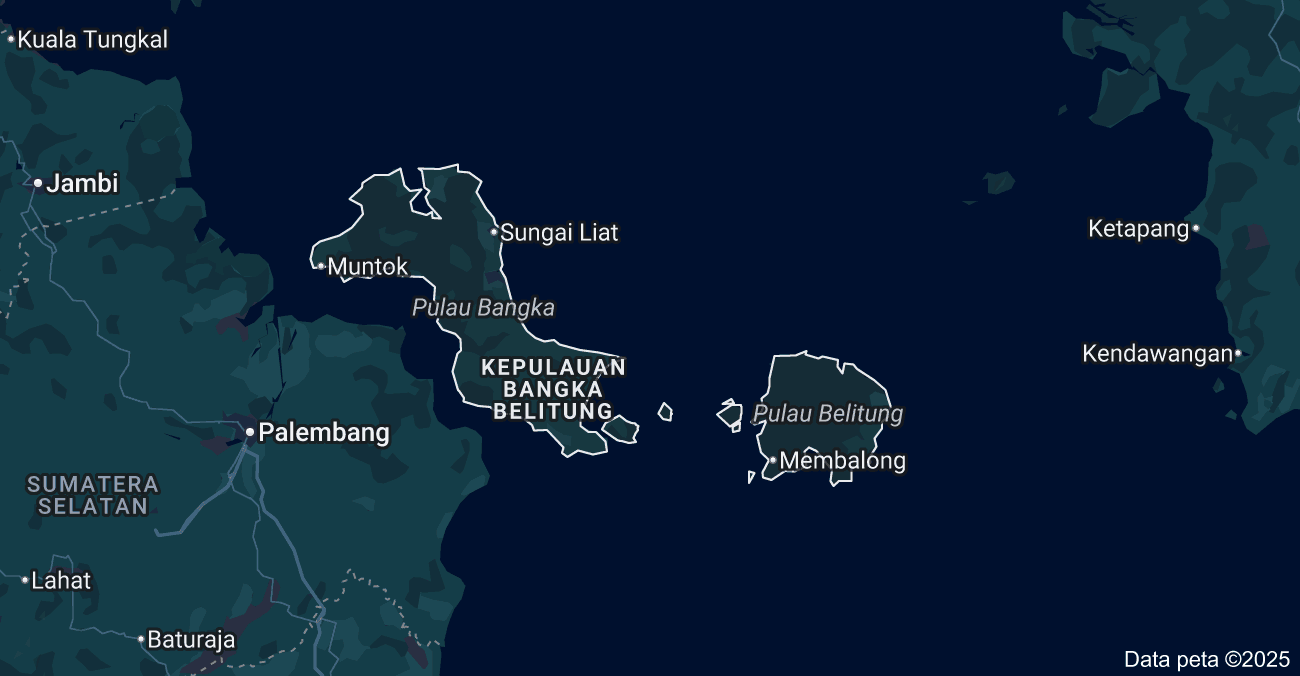 Kuala Tungkal
Jambi
Sungai Liat
Ketapang
Muntok
Pulau Bangka
Kendawangan
KEPULAUAN
BANGKA
BELITUNG
Pulau Belitung
Palembang
Membalong
SUMATERA
SELATAN
Lahat
Baturaja
Data peta ©2025